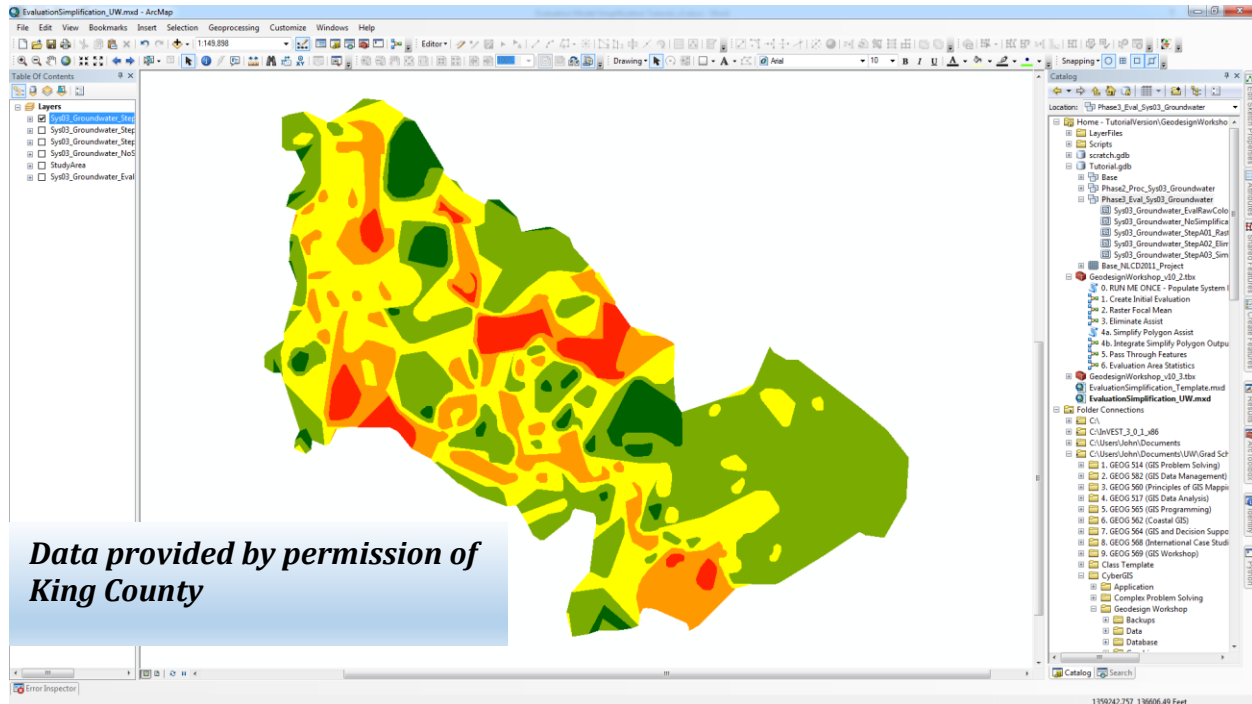 EvaluationSimplification_UW.mxd - ArcMap
File Edit View Bookmarks Insert Selection Geoprocessing Customize Windows Help
1:149,898
Editor
Drawing
Arial
10
B I U A
Snapping
Table Of Contents
Layers
Sys03_Groundwater_Step
Sys03_Groundwater_Step
Sys03_Groundwater_Step
Sys03_Groundwater_NoS
StudyArea
Sys03_Groundwater_Eval
Data provided by permission of
King County
Catalog
Location: Phase3_Eval_Sys03_Groundwater
Home - TutorialVersion\GeodesignWorksho
LayerFiles
Scripts
scratch.gdb
Tutorial.gdb
Base
Phase2_Proc_Sys03_Groundwater
Phase3_Eval_Sys03_Groundwater
Sys03_Groundwater_EvalRawColo
Sys03_Groundwater_NoSimplifica
Sys03_Groundwater_StepA01_Rast
Sys03_Groundwater_StepA02_Elim
Sys03_Groundwater_StepA03_Sim
Base_NLCD2011_Project
GeodesignWorkshop_v10_2.tbx
0. RUN ME ONCE - Populate System I
1. Create Initial Evaluation
2. Raster Focal Mean
3. Eliminate Assist
4a. Simplify Polygon Assist
4b. Integrate Simplify Polygon Outpu
5. Pass Through Features
6. Evaluation Area Statistics
GeodesignWorkshop_v10_3.tbx
EvaluationSimplification_Template.mxd
EvaluationSimplification_UW.mxd
Folder Connections
C:\
C:\InVEST_3_0_1_x86
C:\Users\John\Documents
C:\Users\John\Documents\UW\Grad Sch
1. GEOG 514 (GIS Problem Solving)
2. GEOG 582 (GIS Data Management)
3. GEOG 560 (Principles of GIS Mappi
4. GEOG 517 (GIS Data Analysis)
5. GEOG 565 (GIS Programming)
6. GEOG 562 (Coastal GIS)
7. GEOG 564 (GIS and Decision Suppo
8. GEOG 568 (International Case Studi
9. GEOG 569 (GIS Workshop)
Class Template
CyberGIS
Application
Complex Problem Solving
Geodesign Workshop
Backups
Data
Database
Catalog Search
Error Inspector
1359242.757 136606.49 Feet